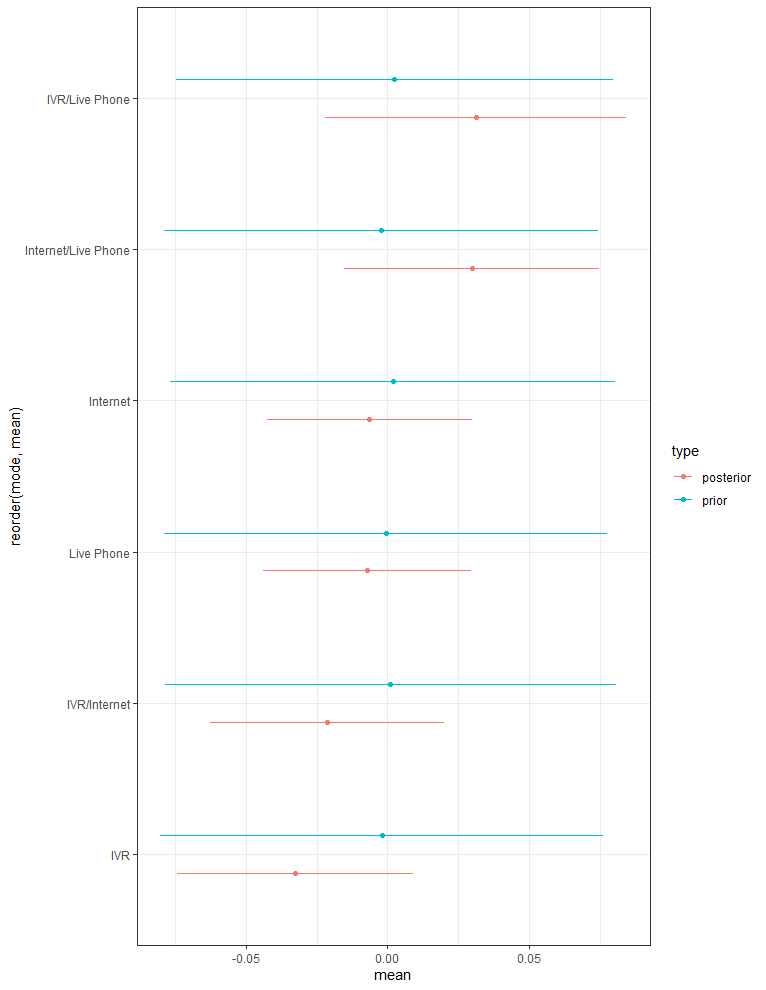 IVR/Live Phone
Internet/Live Phone
Internet
Live Phone
IVR/Internet
IVR
reorder(mode, mean)
-0.05
0.00
0.05
mean
type
posterior
prior